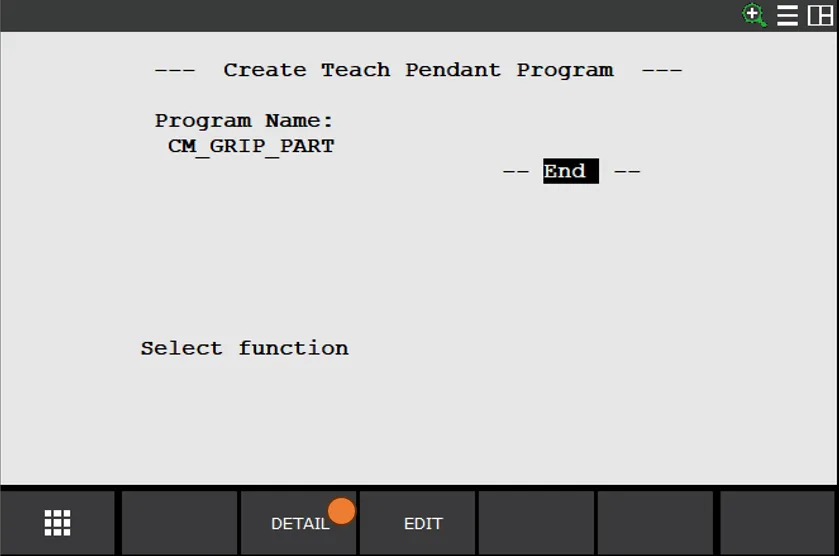 --- Create Teach Pendant Program ---
Program Name:
CM_GRIP_PART
-- End --
Select function
DETAIL EDIT